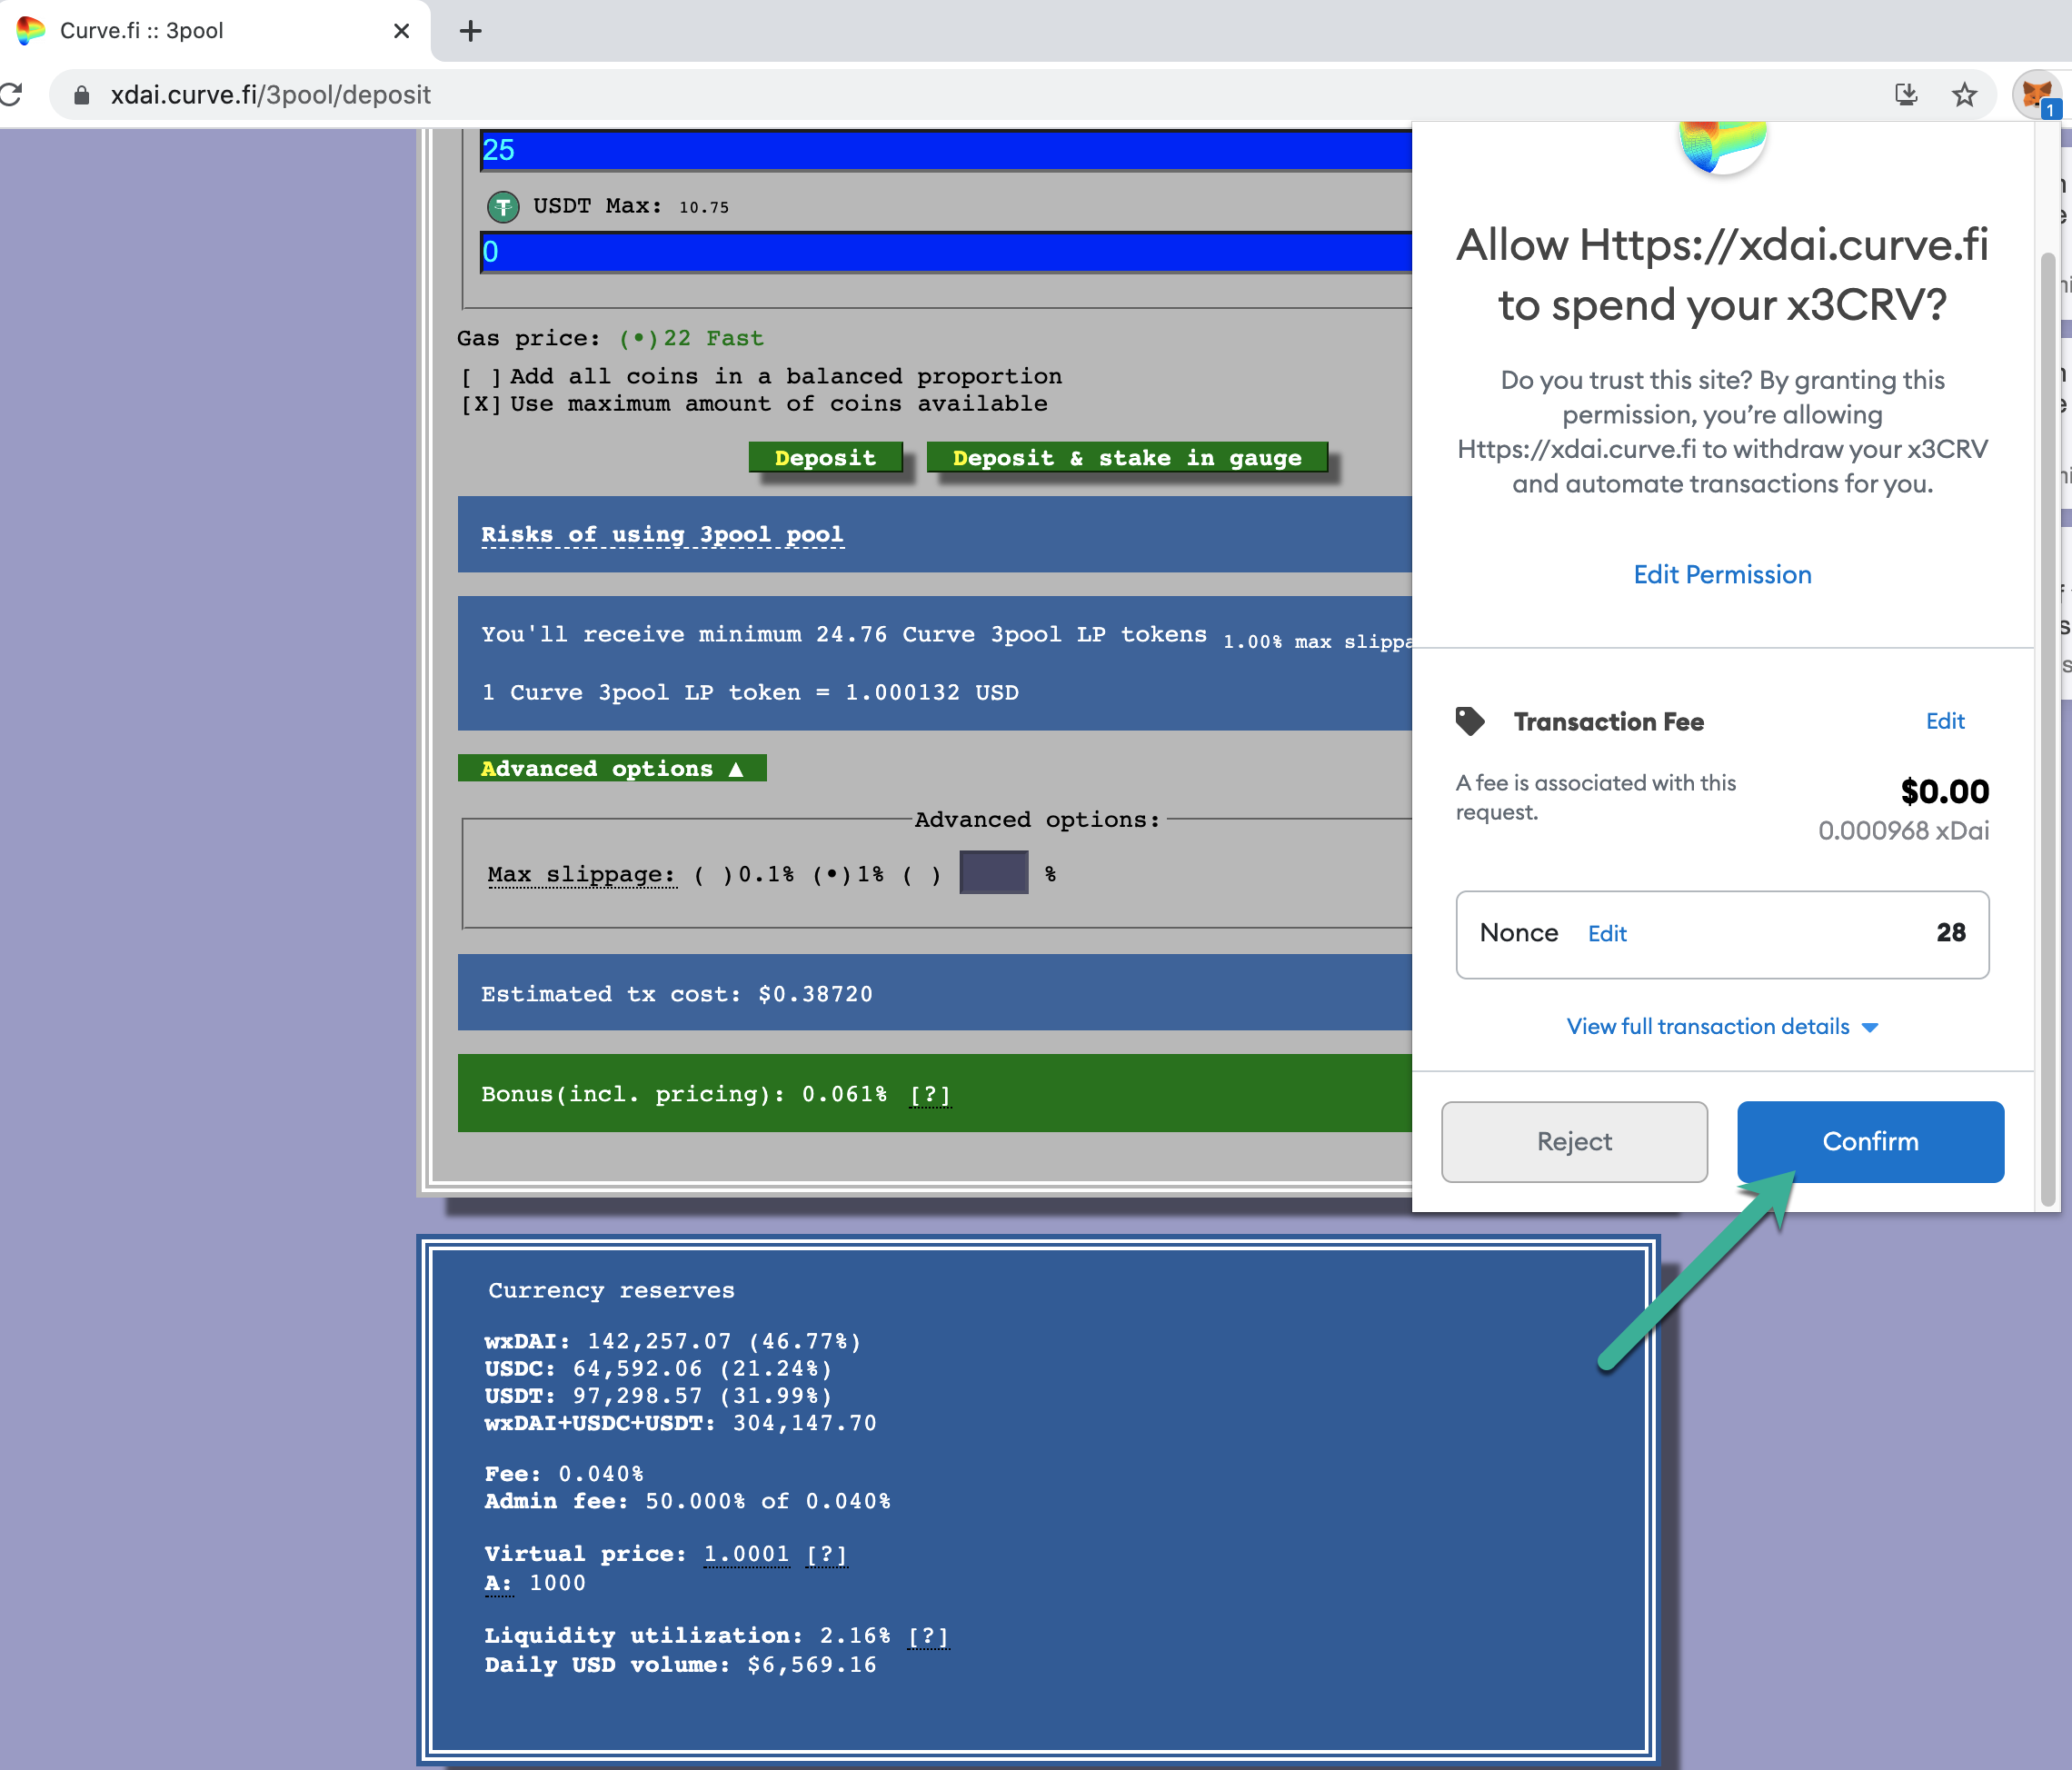 Curve.fi :: 3pool
xdai.curve.fi/3pool/deposit
1
25
USDT Max: 10.75
0
Gas price: (•)22 Fast
[ ] Add all coins in a balanced proportion
[X] Use maximum amount of coins available
Deposit
Deposit & stake in gauge
Risks of using 3pool pool
You'll receive minimum 24.76 Curve 3pool LP tokens 1.00% max slippa
1 Curve 3pool LP token = 1.000132 USD
Advanced options ▲
Advanced options:
Max slippage: ( )0.1% (•)1% ( ) %
Estimated tx cost: $0.38720
Bonus(incl. pricing): 0.061% [?]
Allow Https://xdai.curve.fi
to spend your x3CRV?
Do you trust this site? By granting this
permission, you’re allowing
Https://xdai.curve.fi to withdraw your x3CRV
and automate transactions for you.
Edit Permission
Transaction Fee
Edit
A fee is associated with this
request.
$0.00
0.000968 xDai
Nonce Edit 28
View full transaction details
Reject
Confirm
Currency reserves
wxDAI: 142,257.07 (46.77%)
USDC: 64,592.06 (21.24%)
USDT: 97,298.57 (31.99%)
wxDAI+USDC+USDT: 304,147.70
Fee: 0.040%
Admin fee: 50.000% of 0.040%
Virtual price: 1.0001 [?]
A: 1000
Liquidity utilization: 2.16% [?]
Daily USD volume: $6,569.16